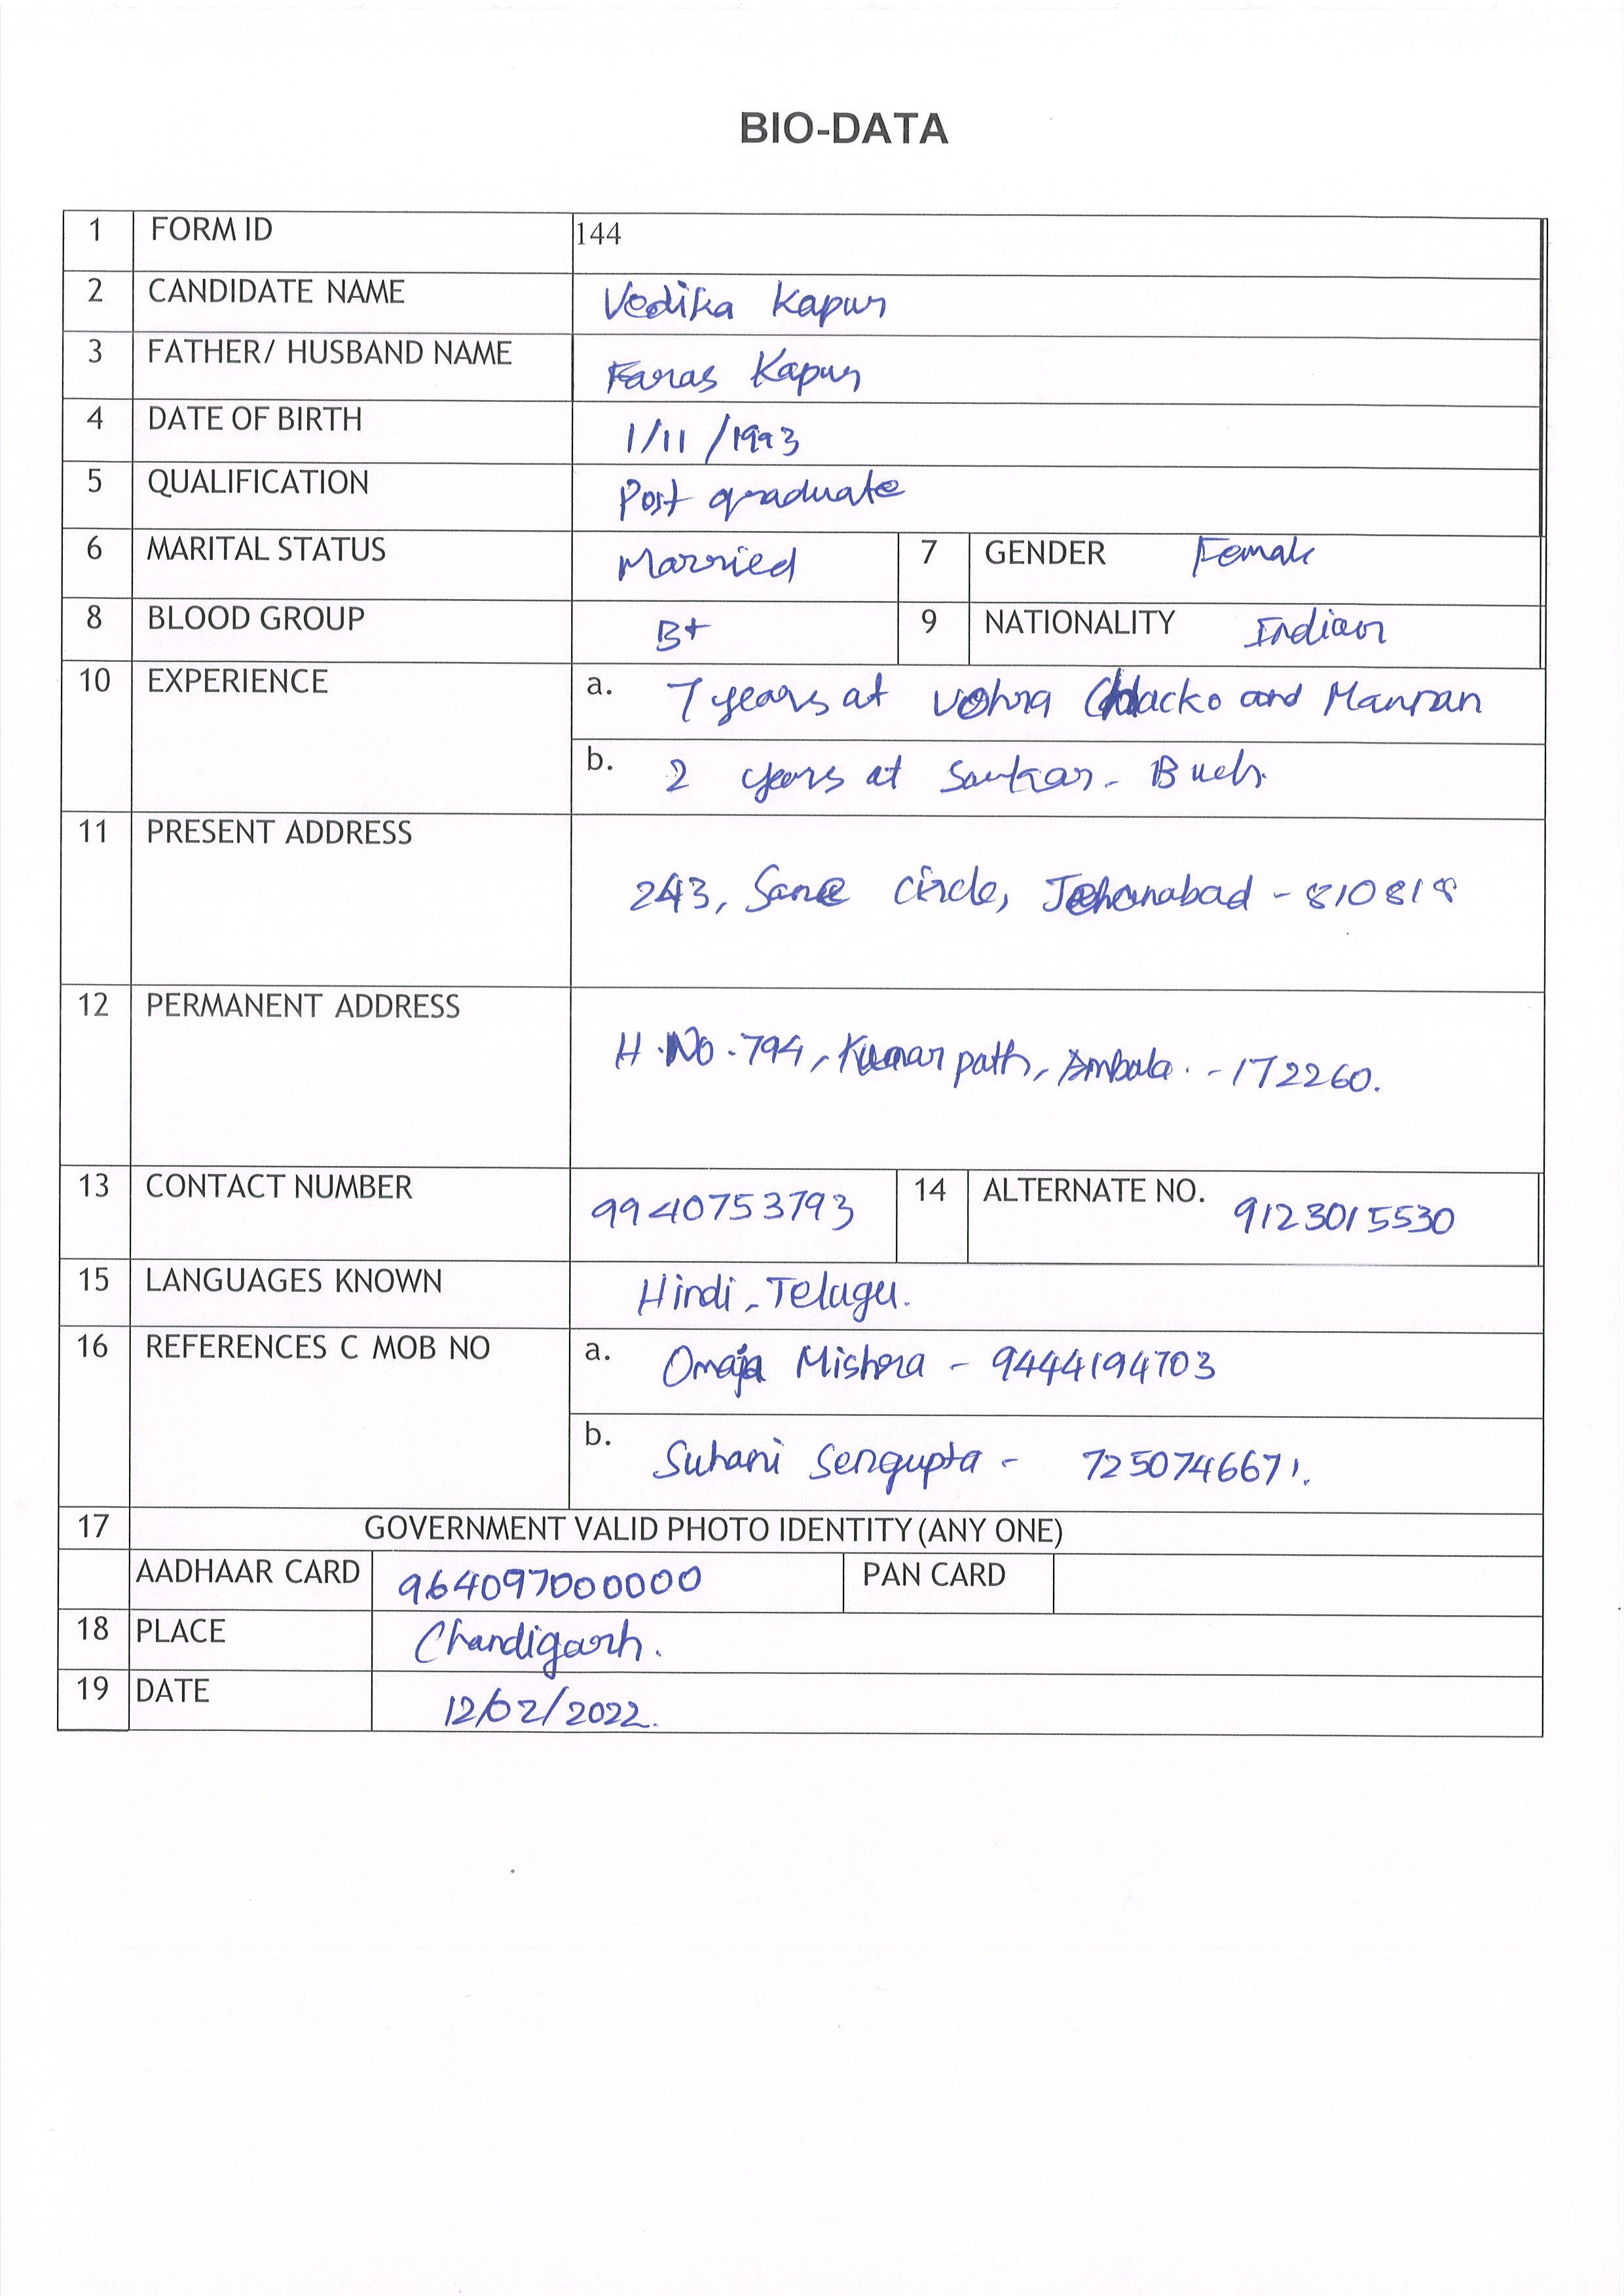 BIO-DATA
1 FORM ID 144
2 CANDIDATE NAME Vedika Kapur
3 FATHER/ HUSBAND NAME Faras Kapur
4 DATE OF BIRTH 1/11/1993
5 QUALIFICATION Post graduate
6 MARITAL STATUS Married 7 GENDER Female
8 BLOOD GROUP B+ 9 NATIONALITY Indian
10 EXPERIENCE a. 7 years at Vohra Chacko and Mannan
b. 2 years at Sarkar-
11 PRESENT ADDRESS
243, Sane circle, Jehanabad - 810818
12 PERMANENT ADDRESS
H.No.794, Kumar path, Ambala. - 172260.
13 CONTACT NUMBER 9940753793 14 ALTERNATE NO. 9123015530
15 LANGUAGES KNOWN Hindi, Telugu.
16 REFERENCES C MOB NO a. Omaja Mishra - 9444194703
b. Suhani Sengupta - 7250746671.
17 GOVERNMENT VALID PHOTO IDENTITY (ANY ONE)
AADHAAR CARD 964097000000 PAN CARD
18 PLACE Chandigarh.
19 DATE 12/02/2022.